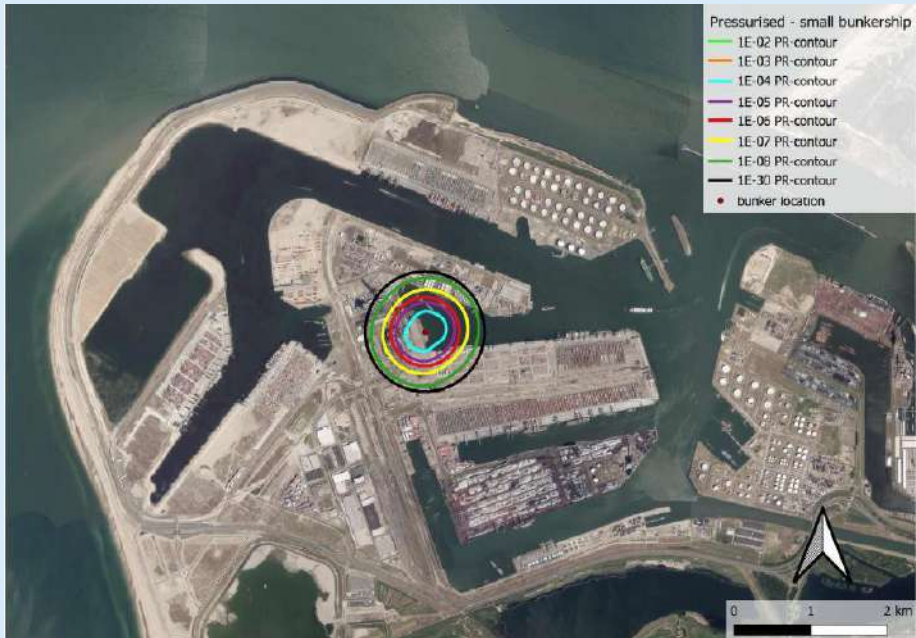 Pressurised - small bunkership
1E-02 PR-contour
1E-03 PR-contour
1E-04 PR-contour
1E-05 PR-contour
1E-06 PR-contour
1E-07 PR-contour
1E-08 PR-contour
1E-30 PR-contour
bunker location
0 1 2 km